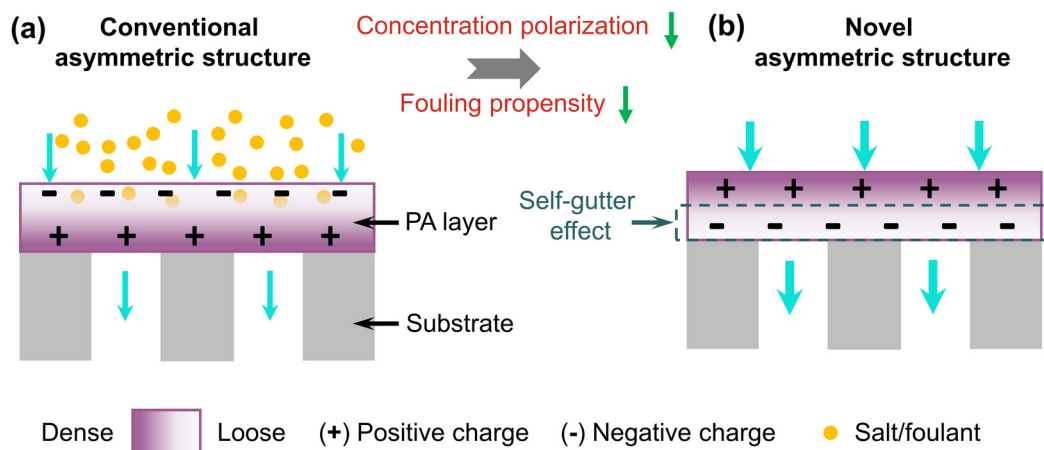 (a)
Conventional
asymmetric structure
Concentration polarization
Fouling propensity
(b)
Novel
asymmetric structure
- - - - - -
+ + + + +
PA layer
Substrate
Self-gutter
effect
+ + + + +
- - - - - -
Dense Loose (+) Positive charge (-) Negative charge Salt/foulant